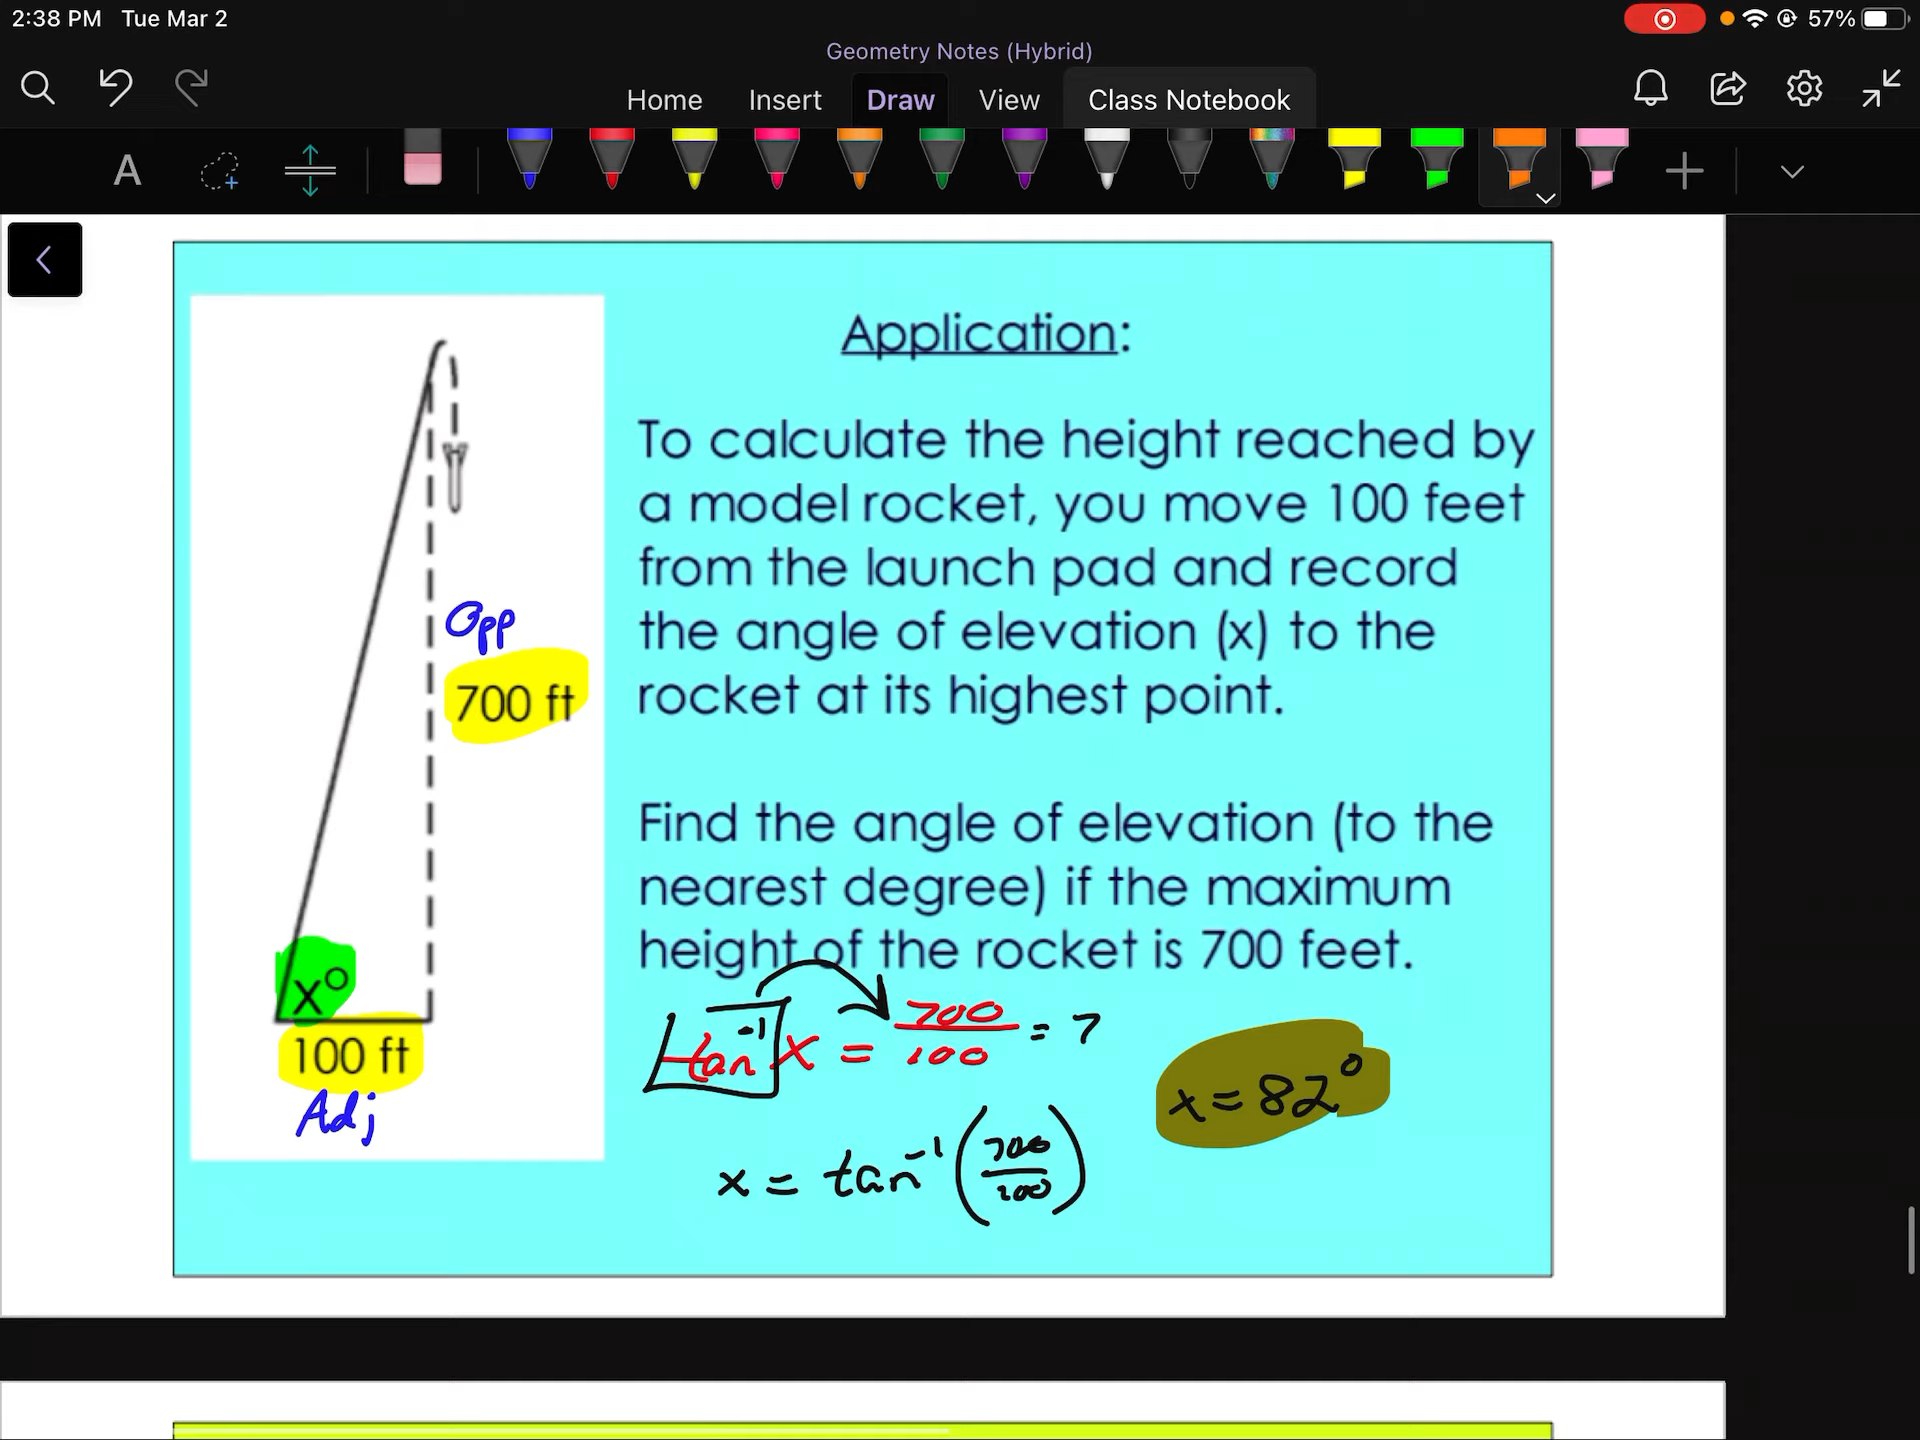 2:38 PM Tue Mar 2
57%
Geometry Notes (Hybrid)
Home Insert Draw View Class Notebook
A
Application:
To calculate the height reached by
a model rocket, you move 100 feet
from the launch pad and record
the angle of elevation (x) to the
rocket at its highest point.
Find the angle of elevation (to the
nearest degree) if the maximum
height of the rocket is 700 feet.
Opp
700 ft
x°
100 ft
Adj
tan⁻¹ x = 700/100 = 7
x = 82°
x = tan⁻¹(700/100)